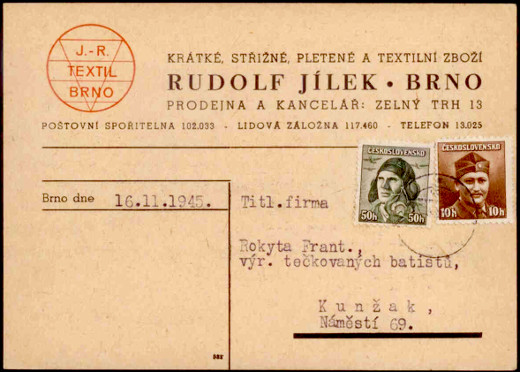 J.-R.
TEXTIL
BRNO
KRÁTKÉ, STŘIŽNÉ, PLETENÉ A TEXTILNÍ ZBOŽÍ
RUDOLF JÍLEK • BRNO
PRODEJNA A KANCELÁŘ: ZELNÝ TRH 13
POŠTOVNÍ SPOŘITELNA 102.033 - LIDOVÁ ZÁLOŽNA 117.460 - TELEFON 13.025
ČESKOSLOVENSKO
50h 50h
ČESKOSLOVENSKO
10h 10h
Brno dne 16.11.1945.
Titl.firma
Rokyta Frant.,
výr. tečkovaných batistů,
Kunžak,
Náměstí 69.